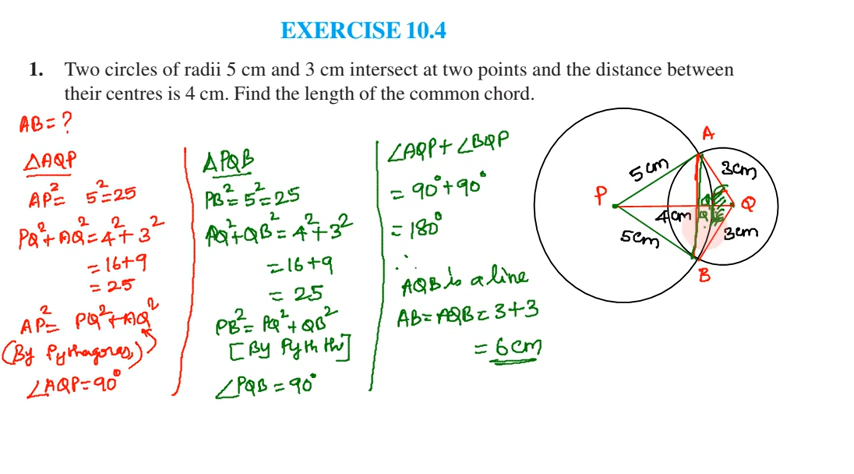 EXERCISE 10.4
1. Two circles of radii 5 cm and 3 cm intersect at two points and the distance between
their centres is 4 cm. Find the length of the common chord.
AB = ?
△AQP
AP² = 5² = 25
PQ² + AQ² = 4² + 3²
= 16 + 9
= 25
AP² = PQ² + AQ²
(By Pythagoras)
∠AQP = 90°
△PQB
PB² = 5² = 25
PQ² + QB² = 4² + 3²
= 16 + 9
= 25
PB² = PQ² + QB²
[By Pyth thr]
∠PQB = 90°
∠AQP + ∠BQP
= 90° + 90°
= 180°
∴
AQB is a line
AB = AQB = 3 + 3
= 6cm
A
5cm
3cm
P
Q
4cm
Q
5cm
3cm
B